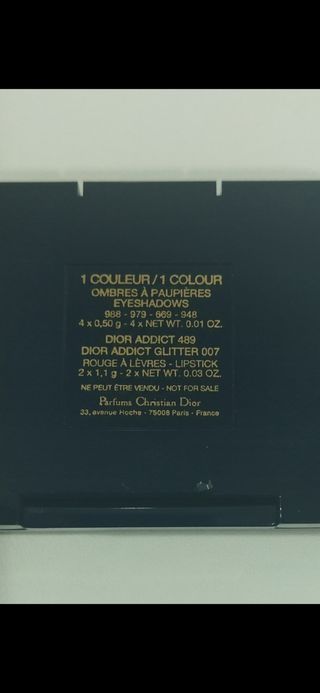 1 COULEUR / 1 COLOUR
OMBRES À PAUPIÈRES
EYESHADOWS
988 - 979 - 669 - 948
4 x 0,50 g - 4 x NET WT. 0.01 OZ.
DIOR ADDICT 489
DIOR ADDICT GLITTER 007
ROUGE À LÈVRES - LIPSTICK
2 x 1,1 g - 2 x NET WT. 0.03 OZ.
NE PEUT ÊTRE VENDU - NOT FOR SALE
Parfums Christian Dior
33, avenue Hoche - 75008 Paris - France